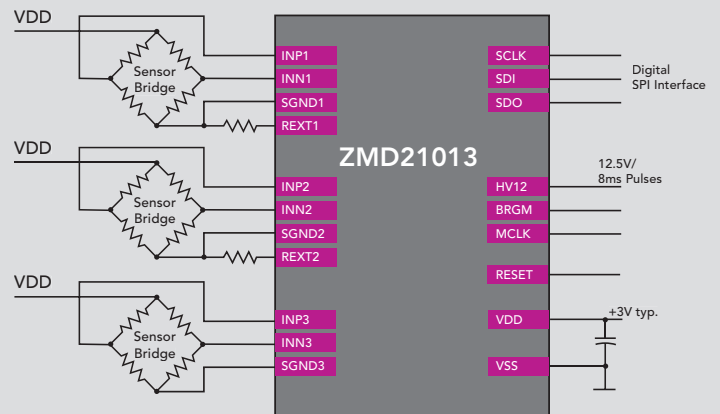 VDD
Sensor
Bridge
INP1
INN1
SGND1
REXT1
VDD
Sensor
Bridge
INP2
INN2
SGND2
REXT2
VDD
Sensor
Bridge
INP3
INN3
SGND3
ZMD21013
SCLK
SDI
SDO
Digital
SPI Interface
HV12
BRGM
MCLK
12.5V/
8ms Pulses
RESET
VDD
+3V typ.
VSS